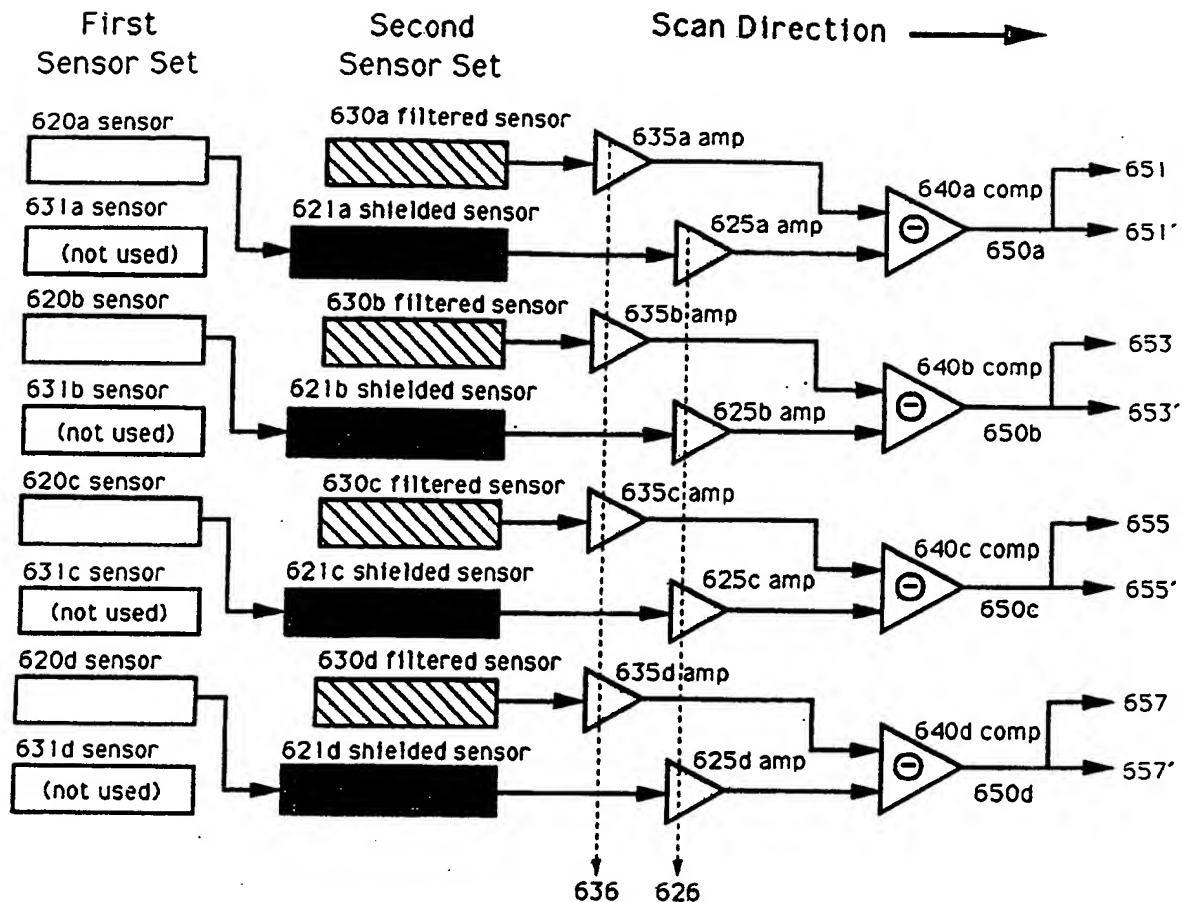 First
Sensor Set
Second
Sensor Set
Scan Direction
620a sensor
630a filtered sensor
635a amp
640a comp
651
631a sensor
(not used)
621a shielded sensor
625a amp
650a
651'
620b sensor
630b filtered sensor
635b amp
640b comp
653
631b sensor
(not used)
621b shielded sensor
625b amp
650b
653'
620c sensor
630c filtered sensor
635c amp
640c comp
655
631c sensor
(not used)
621c shielded sensor
625c amp
650c
655'
620d sensor
630d filtered sensor
635d amp
640d comp
657
631d sensor
(not used)
621d shielded sensor
625d amp
650d
657'
636
626